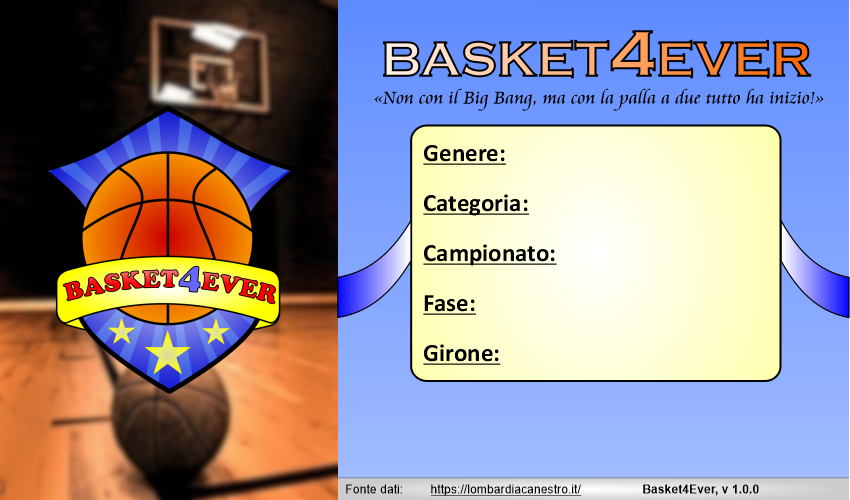 BASKET4EVER
BASKET4EVER
«Non con il Big Bang, ma con la palla a due tutto ha inizio!»
Genere:
Categoria:
Campionato:
Fase:
Girone:
Fonte dati: https://lombardiacanestro.it/ Basket4Ever, v 1.0.0